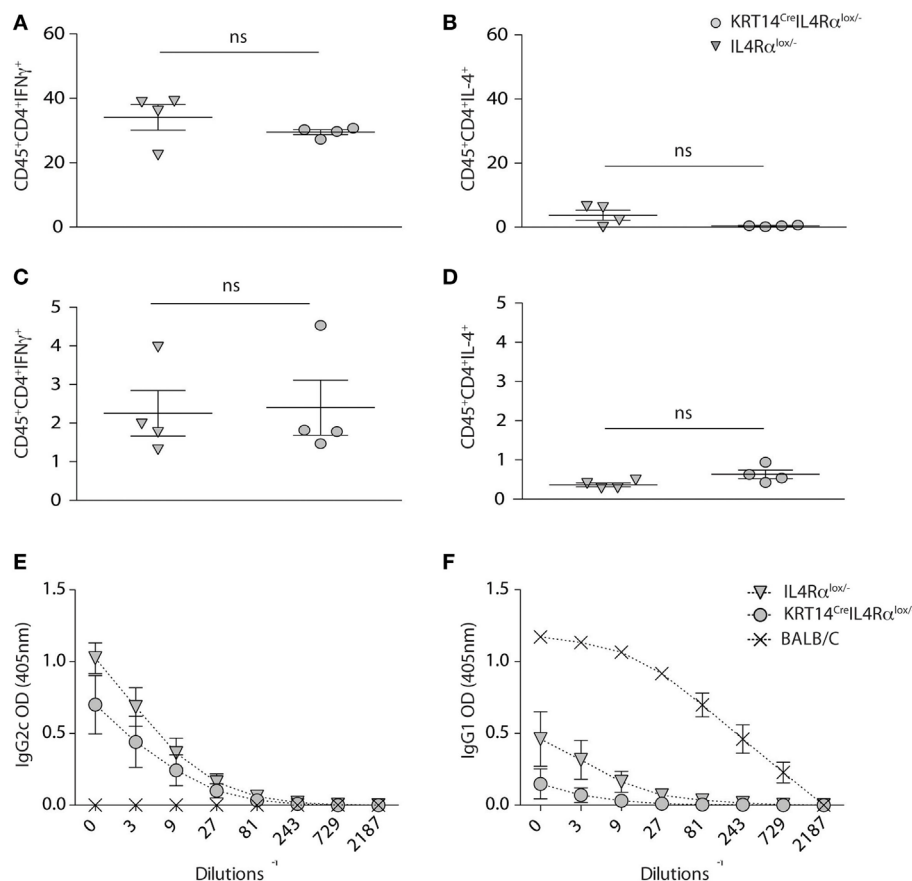 A
60
40
20
0
CD45⁺CD4⁺IFNγ⁺
ns
B
60
40
20
0
CD45⁺CD4⁺IL-4⁺
ns
KRT14ᶜʳᵉIL4Rαˡᵒˣ/⁻
IL4Rαˡᵒˣ/⁻
C
5
4
3
2
1
0
CD45⁺CD4⁺IFNγ⁺
ns
D
5
4
3
2
1
0
CD45⁺CD4⁺IL-4⁺
ns
E
1.5
1.0
0.5
0.0
IgG2c OD (405nm)
0 3 9 27 81 243 729 2187
Dilutions ⁻¹
F
1.5
1.0
0.5
0.0
IgG1 OD (405nm)
0 3 9 27 81 243 729 2187
Dilutions ⁻¹
IL4Rαˡᵒˣ/⁻
KRT14ᶜʳᵉIL4Rαˡᵒˣ/
BALB/C